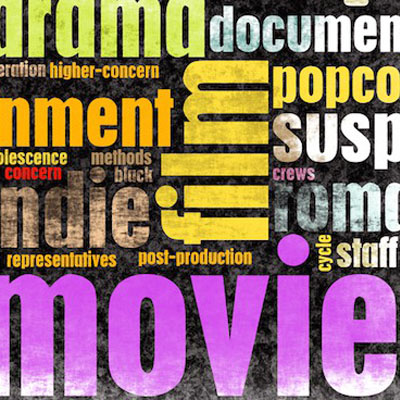 drama
documen
eration higher-concern
popco
nment
film
susp
olescence methods
concern black
crews
ndie
roma
representatives post-production
cycle staff
movie